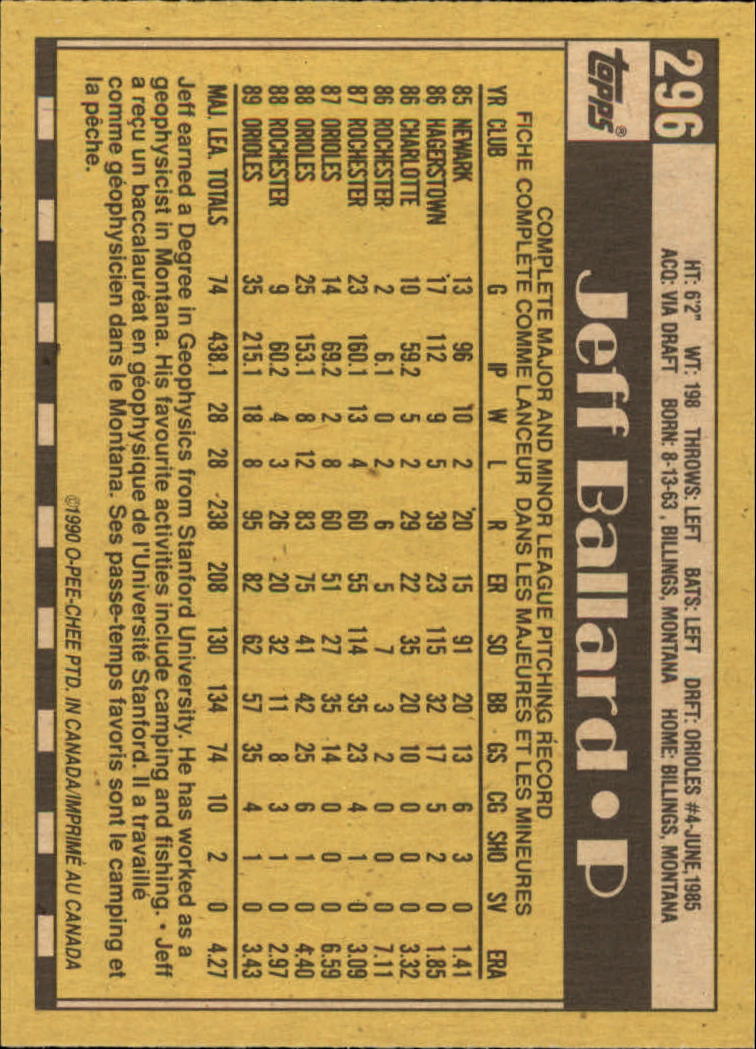 296
HT: 6'2" WT: 198 THROWS: LEFT BATS: LEFT DRFT: ORIOLES #4-JUNE, 1985
ACQ: VIA DRAFT BORN: 8-13-63, BILLINGS, MONTANA HOME: BILLINGS, MONTANA
topps® Jeff Ballard • P
COMPLETE MAJOR AND MINOR LEAGUE PITCHING RECORD
FICHE COMPLÈTE COMME LANCEUR DANS LES MAJEURES ET LES MINEURES
YR CLUB G IP W L R ER SO BB GS CG SHO SV ERA
85 NEWARK 13 96 10 2 20 15 91 20 13 6 3 0 1.41
86 HAGERSTOWN 17 112 9 5 39 23 115 32 17 5 2 0 1.85
86 CHARLOTTE 10 59.2 5 2 29 22 35 20 10 0 0 0 3.32
86 ROCHESTER 2 6.1 0 2 6 5 7 3 2 0 0 0 7.11
87 ROCHESTER 23 160.1 13 4 60 55 114 35 23 4 1 0 3.09
87 ORIOLES 14 69.2 2 8 60 51 27 35 14 0 0 0 6.59
88 ORIOLES 25 153.1 8 12 83 75 41 42 25 6 1 0 4.40
88 ROCHESTER 9 60.2 4 3 26 20 32 11 8 3 1 0 2.97
89 ORIOLES 35 215.1 18 8 95 82 62 57 35 4 1 0 3.43
MAJ. LEA. TOTALS 74 438.1 28 28 238 208 130 134 74 10 2 0 4.27
Jeff earned a Degree in Geophysics from Stanford University. He has worked as a
geophysicist in Montana. His favourite activities include camping and fishing. • Jeff
a reçu un baccalauréat en géophysique de l'Université Stanford. Il a travaillé
comme géophysicien dans le Montana. Ses passe-temps favoris sont le camping et
la pêche.
©1990 O-PEE-CHEE PTD. IN CANADA/IMPRIMÉ AU CANADA